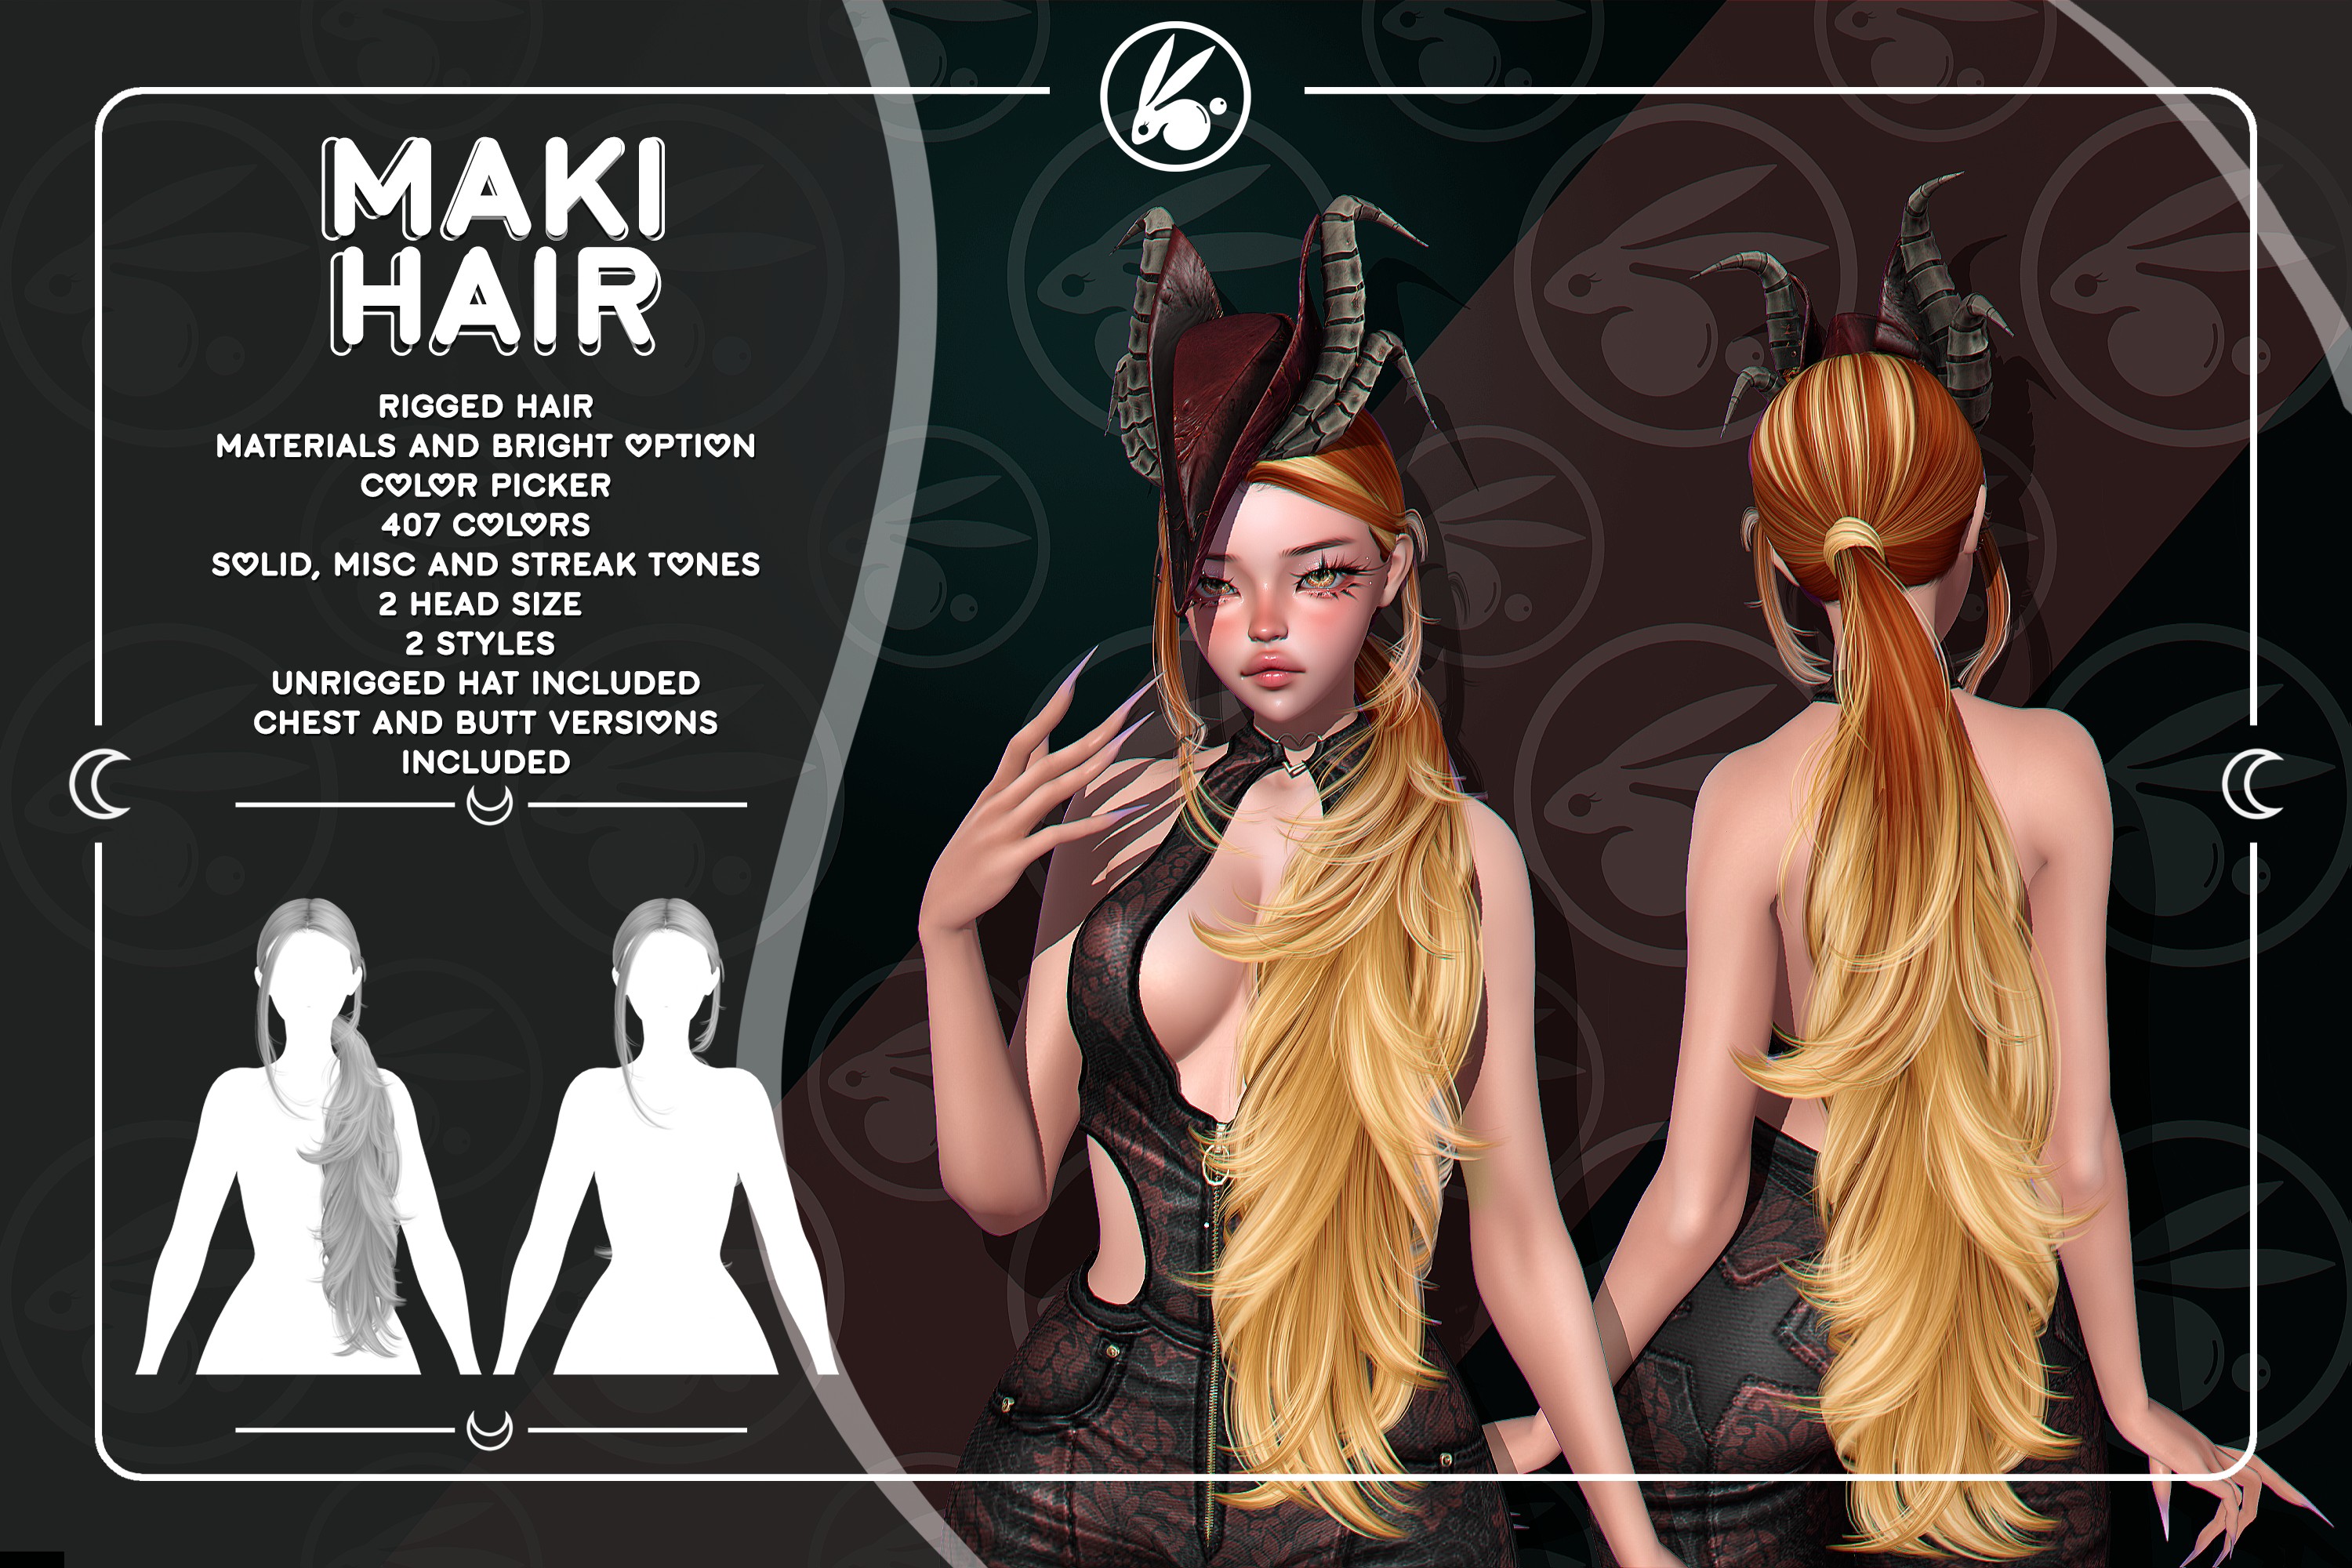 MAKI
HAIR
RIGGED HAIR
MATERIALS AND BRIGHT OPTION
COLOR PICKER
407 COLORS
SOLID, MISC AND STREAK TONES
2 HEAD SIZE
2 STYLES
UNRIGGED HAT INCLUDED
CHEST AND BUTT VERSIONS
INCLUDED